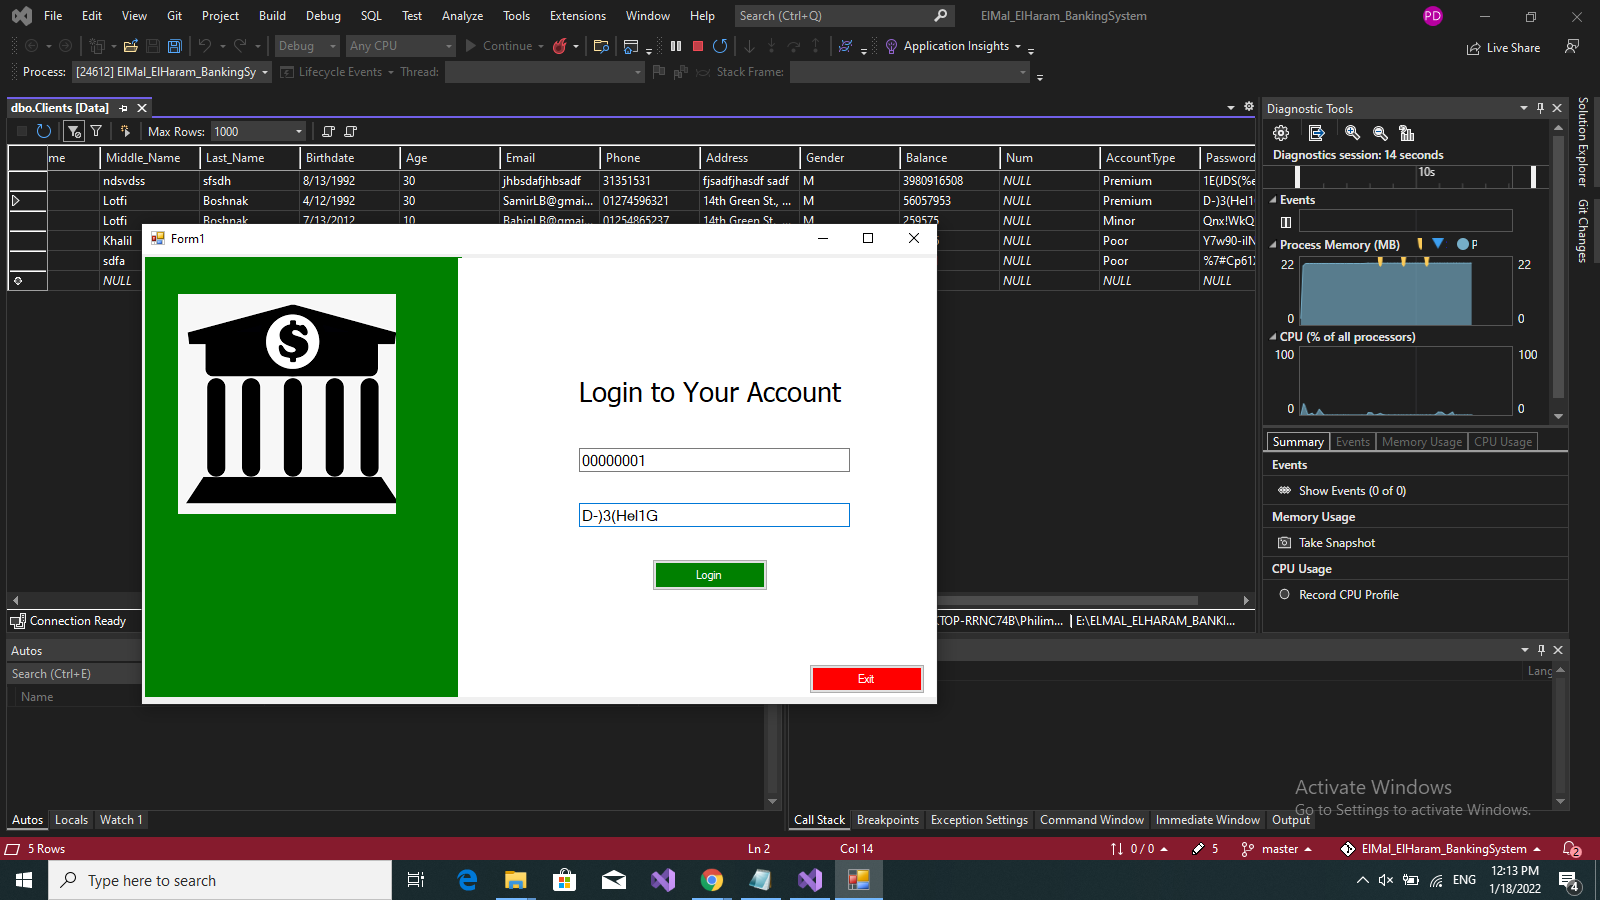 File Edit View Git Project Build Debug SQL Test Analyze Tools Extensions Window Help Search (Ctrl+Q) ElMal_ElHaram_BankingSystem PD
Debug Any CPU Continue Application Insights Live Share
Process: [24612] ElMal_ElHaram_BankingSy Lifecycle Events Thread: Stack Frame:
dbo.Clients [Data]
Max Rows: 1000
me Middle_Name Last_Name Birthdate Age Email Phone Address Gender Balance Num AccountType Password
ndsvdss sfsdh 8/13/1992 30 jhbsdafjhbsadf 31351531 fjsadfjhasdf sadf M 3980916508 NULL Premium 1E(JDS(%e
Lotfi Boshnak 4/12/1992 30 SamirLB@gmai... 01274596321 14th Green St., ... M 56057953 NULL Premium D-)3(Hel1
Lotfi Boshnak 7/13/2012 10 BahigLB@gmai... 01254865237 14th Green St., ... M 259575 NULL Minor Qnx!WkQ
Khalil NULL Poor Y7w90-ilN
sdfa NULL Poor %7#Cp61X
NULL NULL NULL NULL
Form1
Login to Your Account
00000001
D-)3(Hel1G
Login
Exit
Connection Ready TOP-RRNC74B\Philim... E:\ELMAL_ELHARAM_BANKI...
Diagnostic Tools
Diagnostics session: 14 seconds
10s
Events
Process Memory (MB) P
22 22
0 0
CPU (% of all processors)
100 100
0 0
Summary Events Memory Usage CPU Usage
Events
Show Events (0 of 0)
Memory Usage
Take Snapshot
CPU Usage
Record CPU Profile
Solution Explorer
Git Changes
Autos
Search (Ctrl+E)
Name Lang
Autos Locals Watch 1
Call Stack Breakpoints Exception Settings Command Window Immediate Window Output
Activate Windows
Go to Settings to activate Windows.
5 Rows Ln 2 Col 14 0 / 0 5 master ElMal_ElHaram_BankingSystem 2
Type here to search ENG 12:13 PM
1/18/2022 4